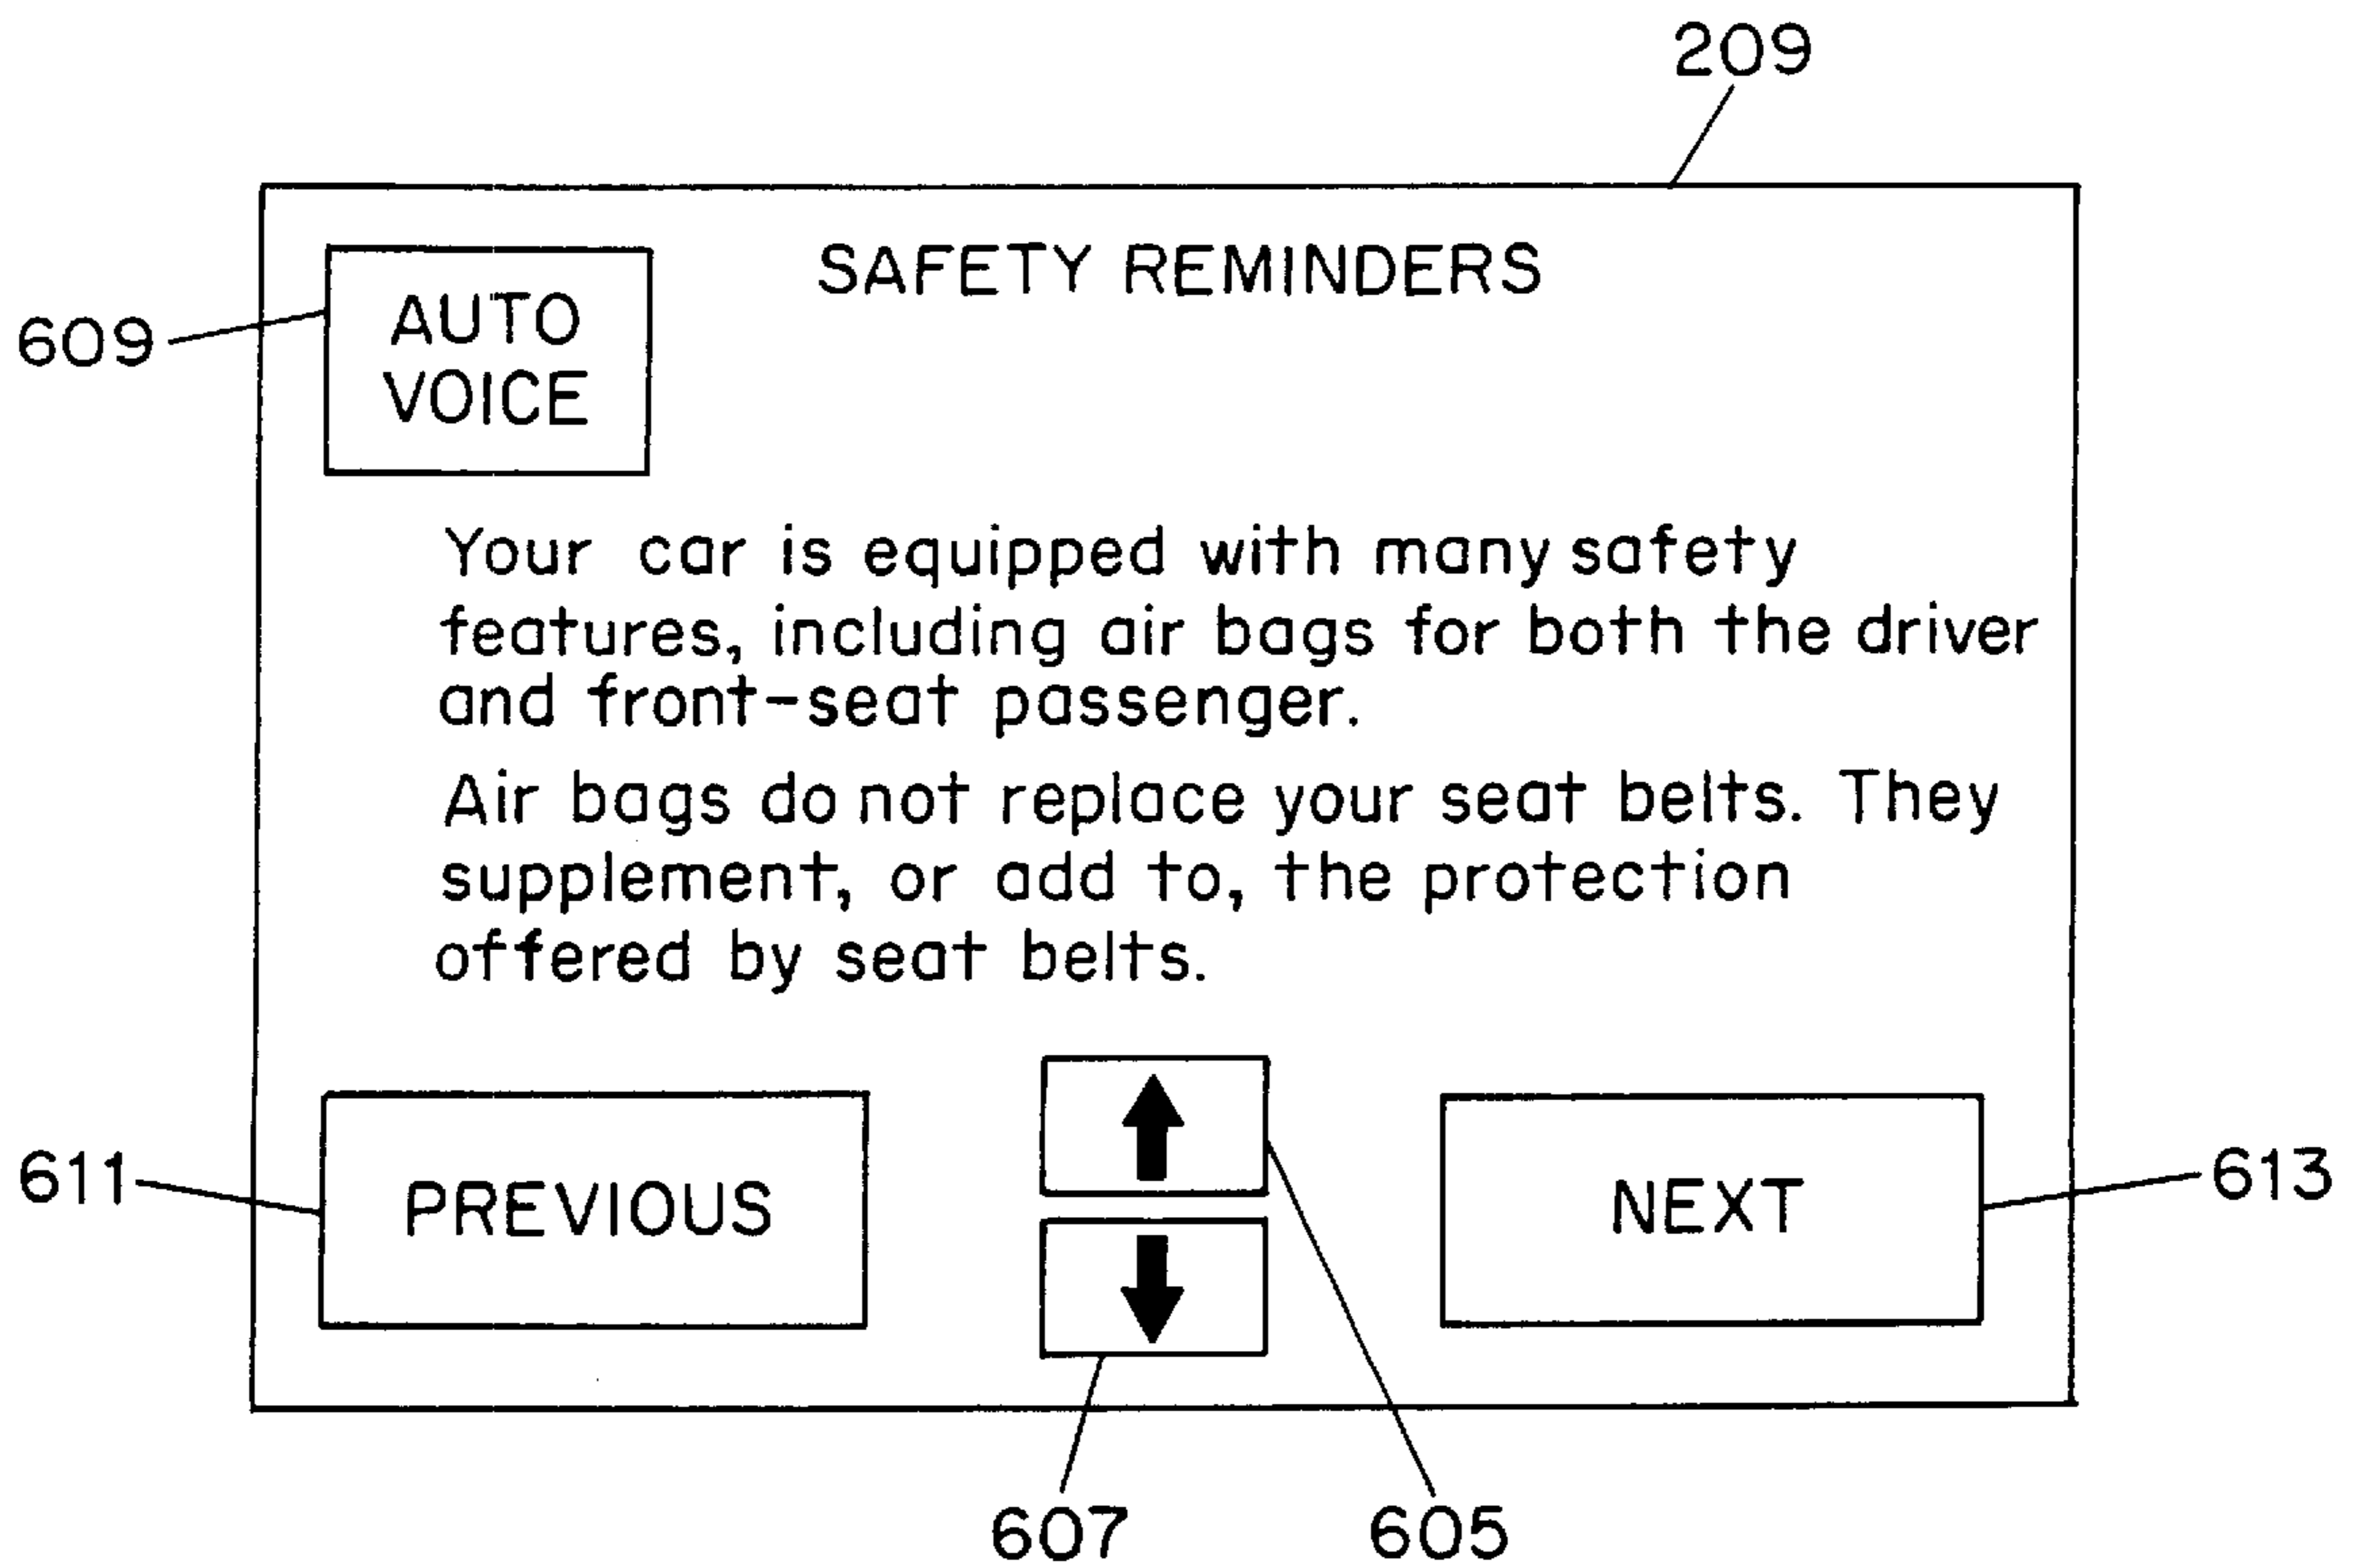 209
SAFETY REMINDERS
609
AUTO
VOICE
Your car is equipped with many safety
features, including air bags for both the driver
and front-seat passenger.
Air bags do not replace your seat belts. They
supplement, or add to, the protection
offered by seat belts.
611
PREVIOUS
NEXT
613
607
605